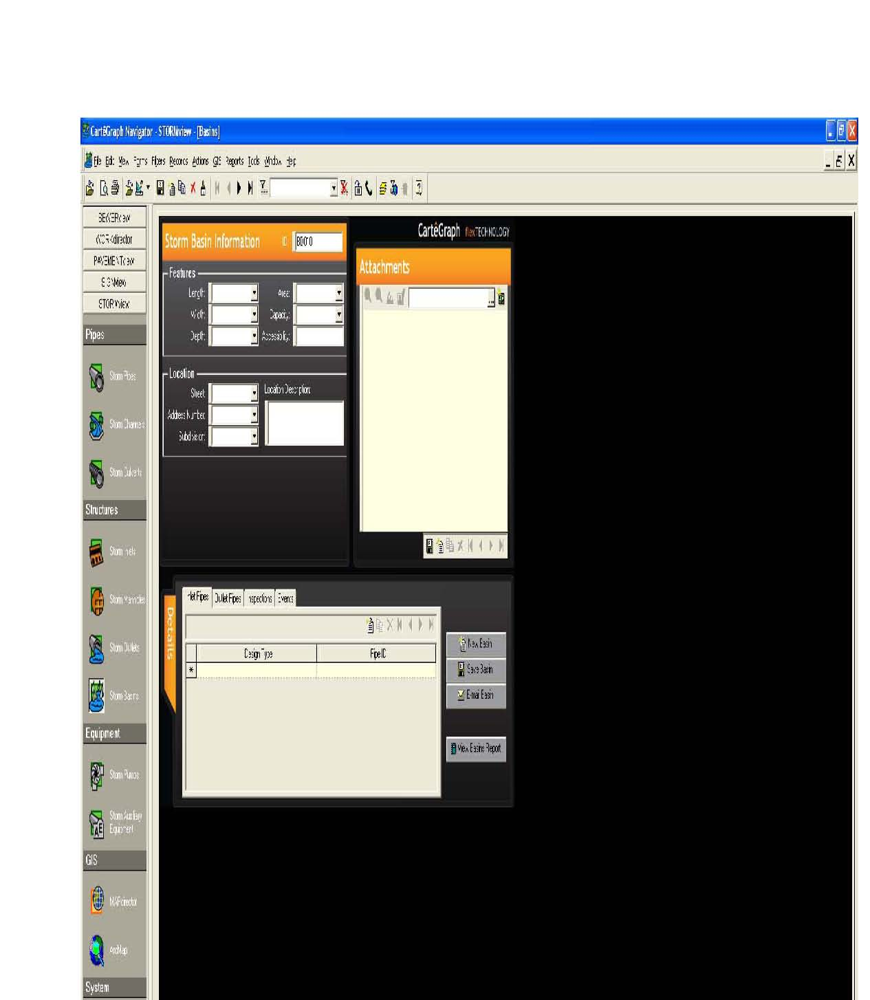 CartêGraph Navigator - STORMview - [Basins]
File Edit View Forms Filters Records Actions GIS Reports Tools Window Help
SEWERview
WORKdirector
PAVEMENTview
SIGNview
STORMview
Pipes
Storm Pipes
Storm Channels
Storm Culverts
Structures
Storm Inlets
Storm Manholes
Storm Outlets
Storm Basins
Equipment
Storm Pumps
Storm Auxiliary
Equipment
GIS
MAPdirector
ArcMap
System
Storm Basin Information
ID:
Features
Length:
Area:
Width:
Capacity:
Depth:
Accessibility:
Location
Street:
Location Description:
Address Number:
Subdivision:
CartêGraph flexTECHNOLOGY
Attachments
...
Details
Inlet Pipes
Outlet Pipes
Inspections
Events
Design Type
Pipe ID
*
New Basin
Save Basin
E-mail Basin
View Basins Report